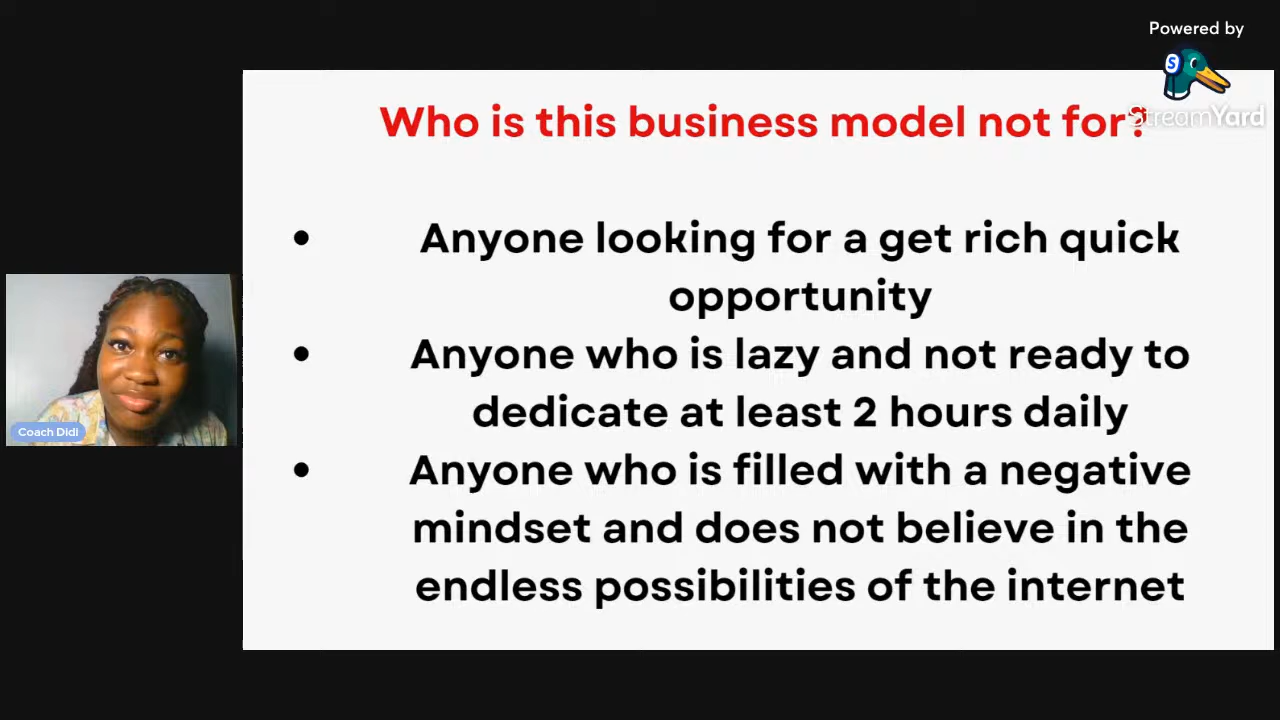 Powered by
S
StreamYard
Who is this business model not for?
• Anyone looking for a get rich quick
opportunity
• Anyone who is lazy and not ready to
dedicate at least 2 hours daily
• Anyone who is filled with a negative
mindset and does not believe in the
endless possibilities of the internet
Coach Didi